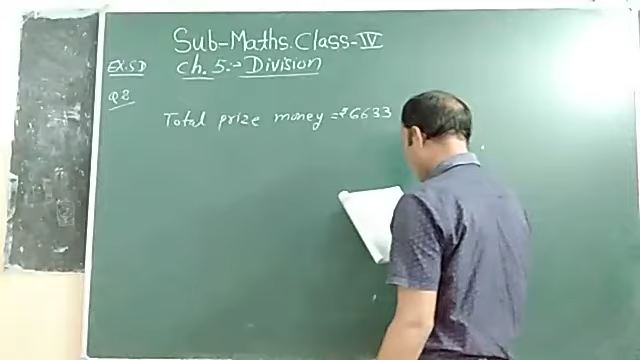 Sub-Maths. Class-IV
Ex.5D
Ch. 5:- Division
Q2
Total prize money = ₹6633